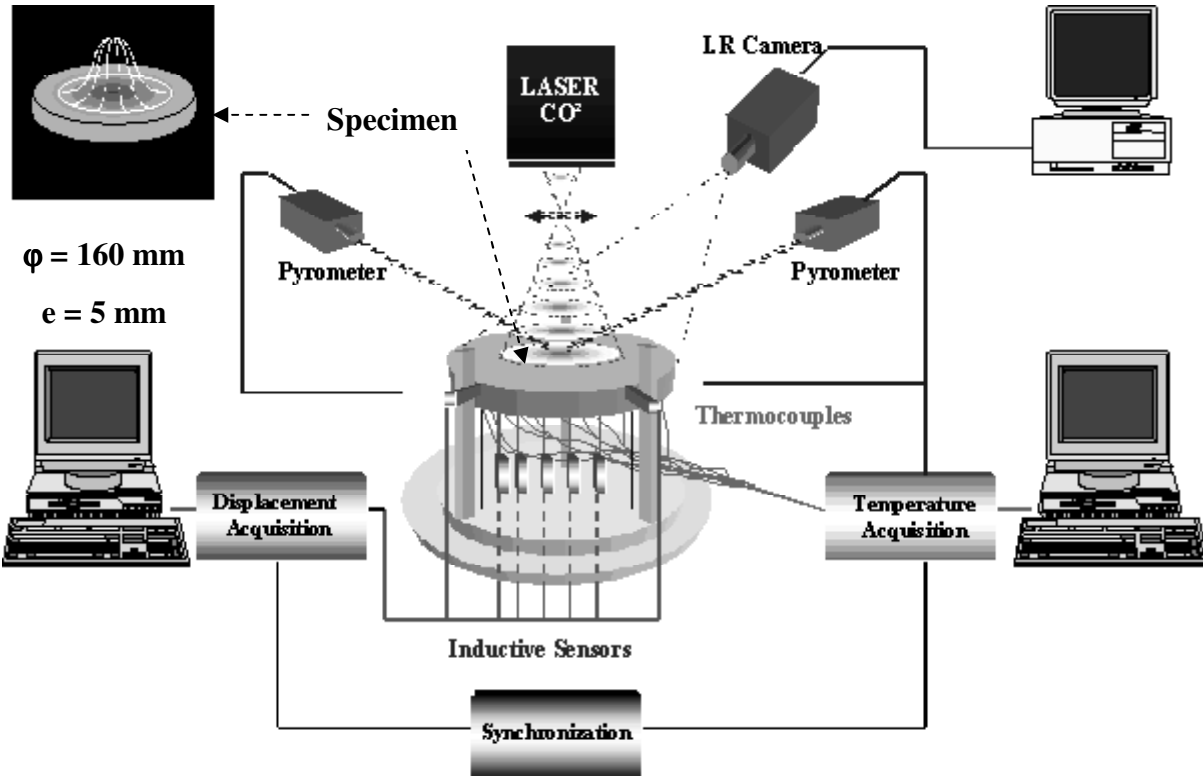 I.R Camera
LASER
CO²
Specimen
φ = 160 mm
e = 5 mm
Pyrometer
Pyrometer
Thermocouples
Displacement
Acquisition
Temperature
Acquisition
Inductive Sensors
Synchronization